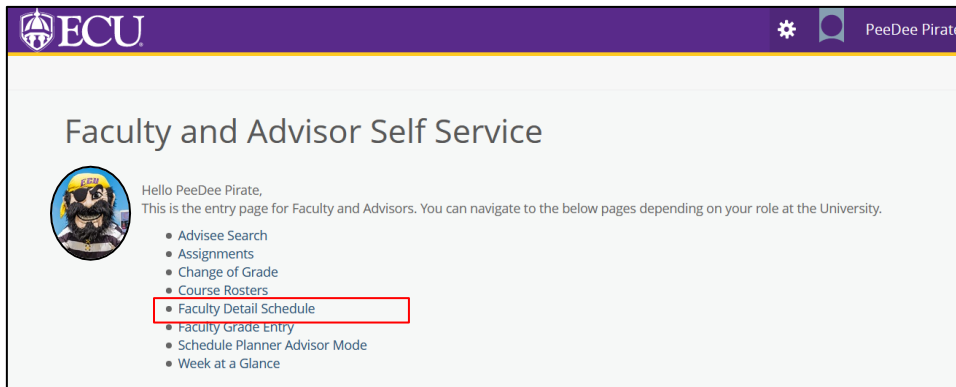 ECU
PeeDee Pirate
Faculty and Advisor Self Service
ECU
Hello PeeDee Pirate,
This is the entry page for Faculty and Advisors. You can navigate to the below pages depending on your role at the University.
Advisee Search
Assignments
Change of Grade
Course Rosters
Faculty Detail Schedule
Faculty Grade Entry
Schedule Planner Advisor Mode
Week at a Glance